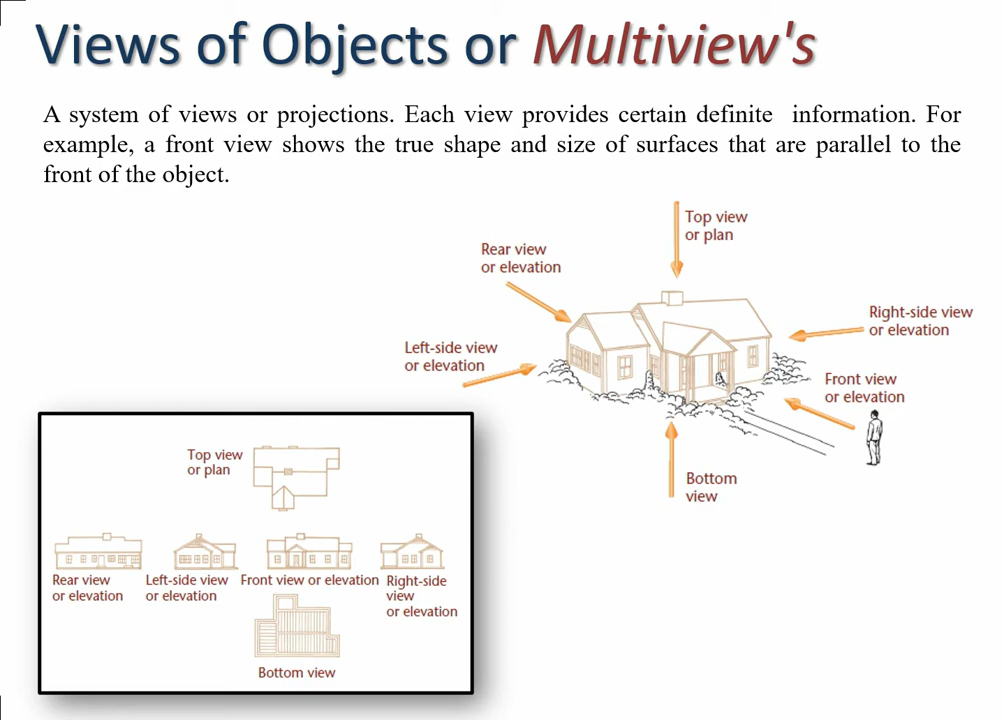 Views of Objects or Multiview's
A system of views or projections. Each view provides certain definite information. For
example, a front view shows the true shape and size of surfaces that are parallel to the
front of the object.
Top view
or plan
Rear view
or elevation
Right-side view
or elevation
Left-side view
or elevation
Front view
or elevation
Bottom
view
Top view
or plan
Rear view
or elevation
Left-side view
or elevation
Front view or elevation
Right-side
view
or elevation
Bottom view